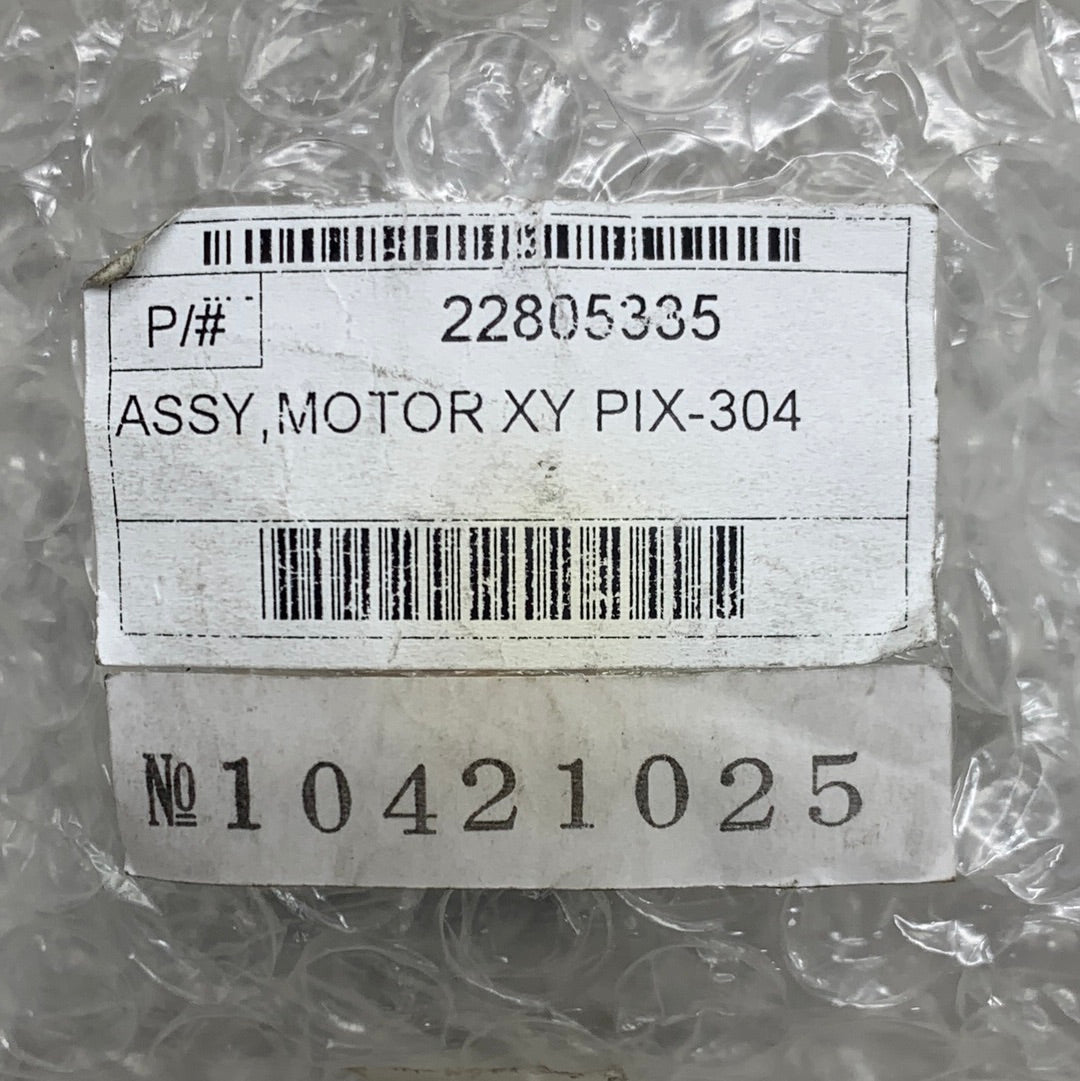 P/# 22805335
ASSY,MOTOR XY PIX-304
№10421025